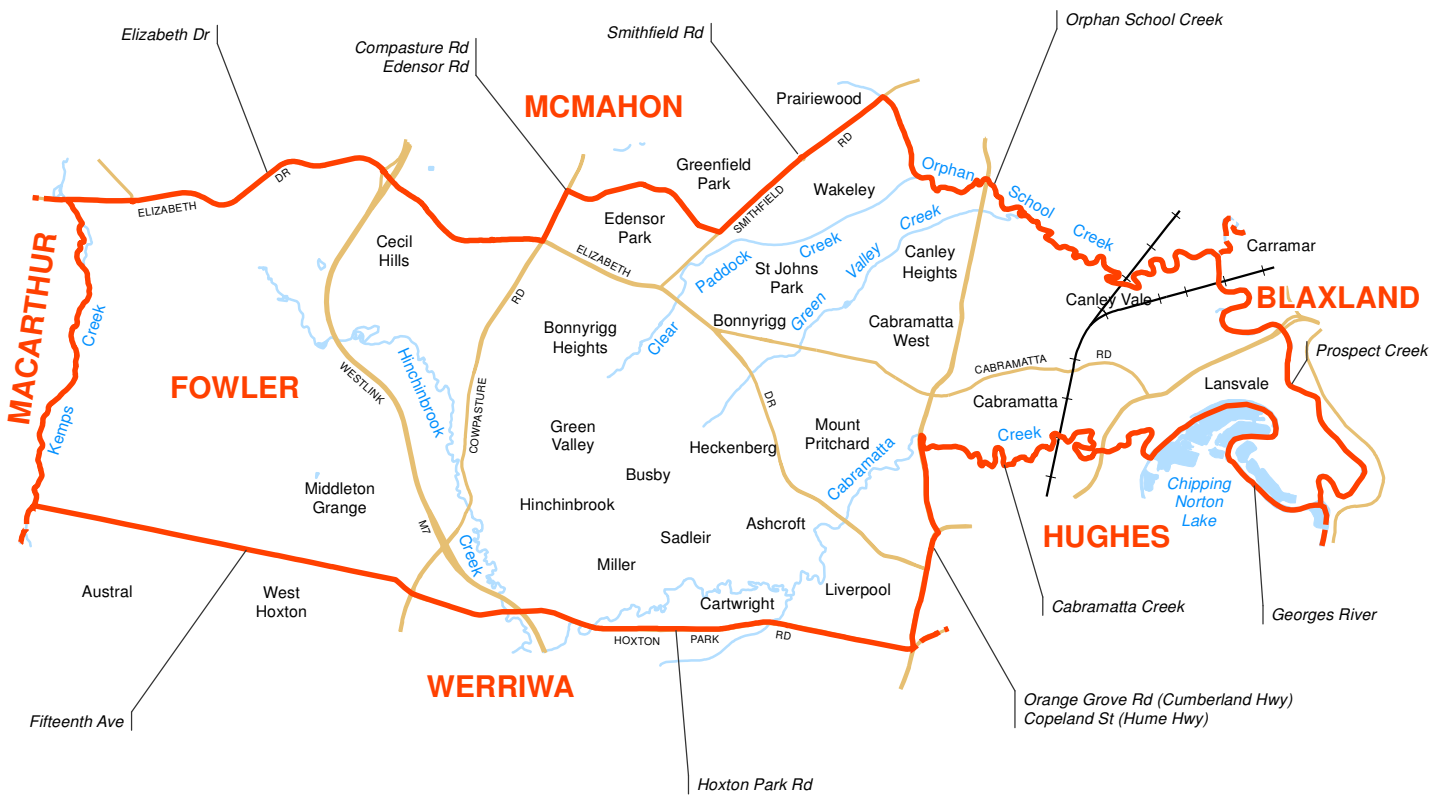 Elizabeth Dr
Compasture Rd
Edensor Rd
Smithfield Rd
Orphan School Creek
MCMAHON
Prairiewood
RD
Greenfield
Park
Wakeley
Orphan
School
Creek
SMITHFIELD
ELIZABETH
DR
Edensor
Park
Cecil
Hills
ELIZABETH
Paddock
Creek
St Johns
Park
Green
Valley
Creek
Canley
Heights
Carramar
Canley Vale
BLAXLAND
MACARTHUR
Kemps
Creek
RD
Bonnyrigg
Heights
Clear
Bonnyrigg
Cabramatta
West
Prospect Creek
FOWLER
WESTLINK
Hinchinbrook
COWPASTURE
DR
CABRAMATTA
RD
Lansvale
Cabramatta
Green
Valley
Heckenberg
Mount
Pritchard
Cabramatta
Creek
Busby
Middleton
Grange
Hinchinbrook
Chipping
Norton
Lake
M7
Creek
Sadleir
Ashcroft
HUGHES
Miller
Austral
West
Hoxton
Cartwright
Liverpool
Cabramatta Creek
Georges River
HOXTON
PARK
RD
WERRIWA
Orange Grove Rd (Cumberland Hwy)
Copeland St (Hume Hwy)
Fifteenth Ave
Hoxton Park Rd